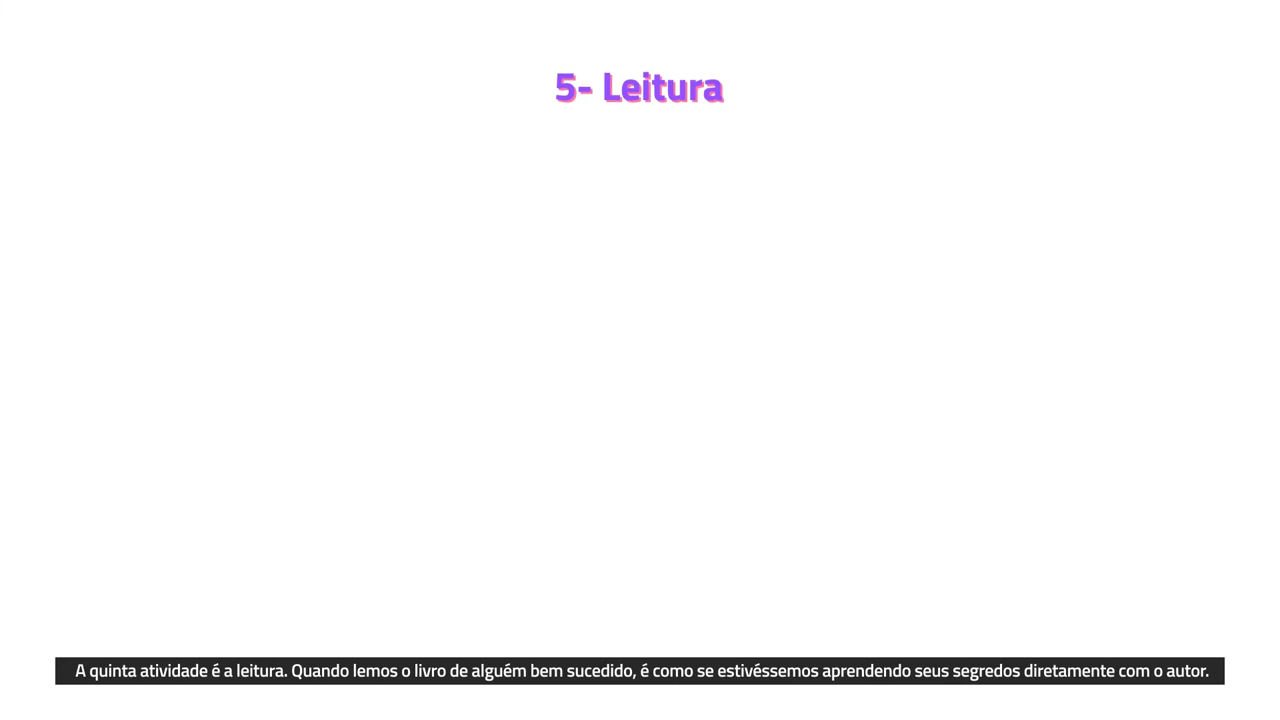 5- Leitura
A quinta atividade é a leitura. Quando lemos o livro de alguém bem sucedido, é como se estivéssemos aprendendo seus segredos diretamente com o autor.